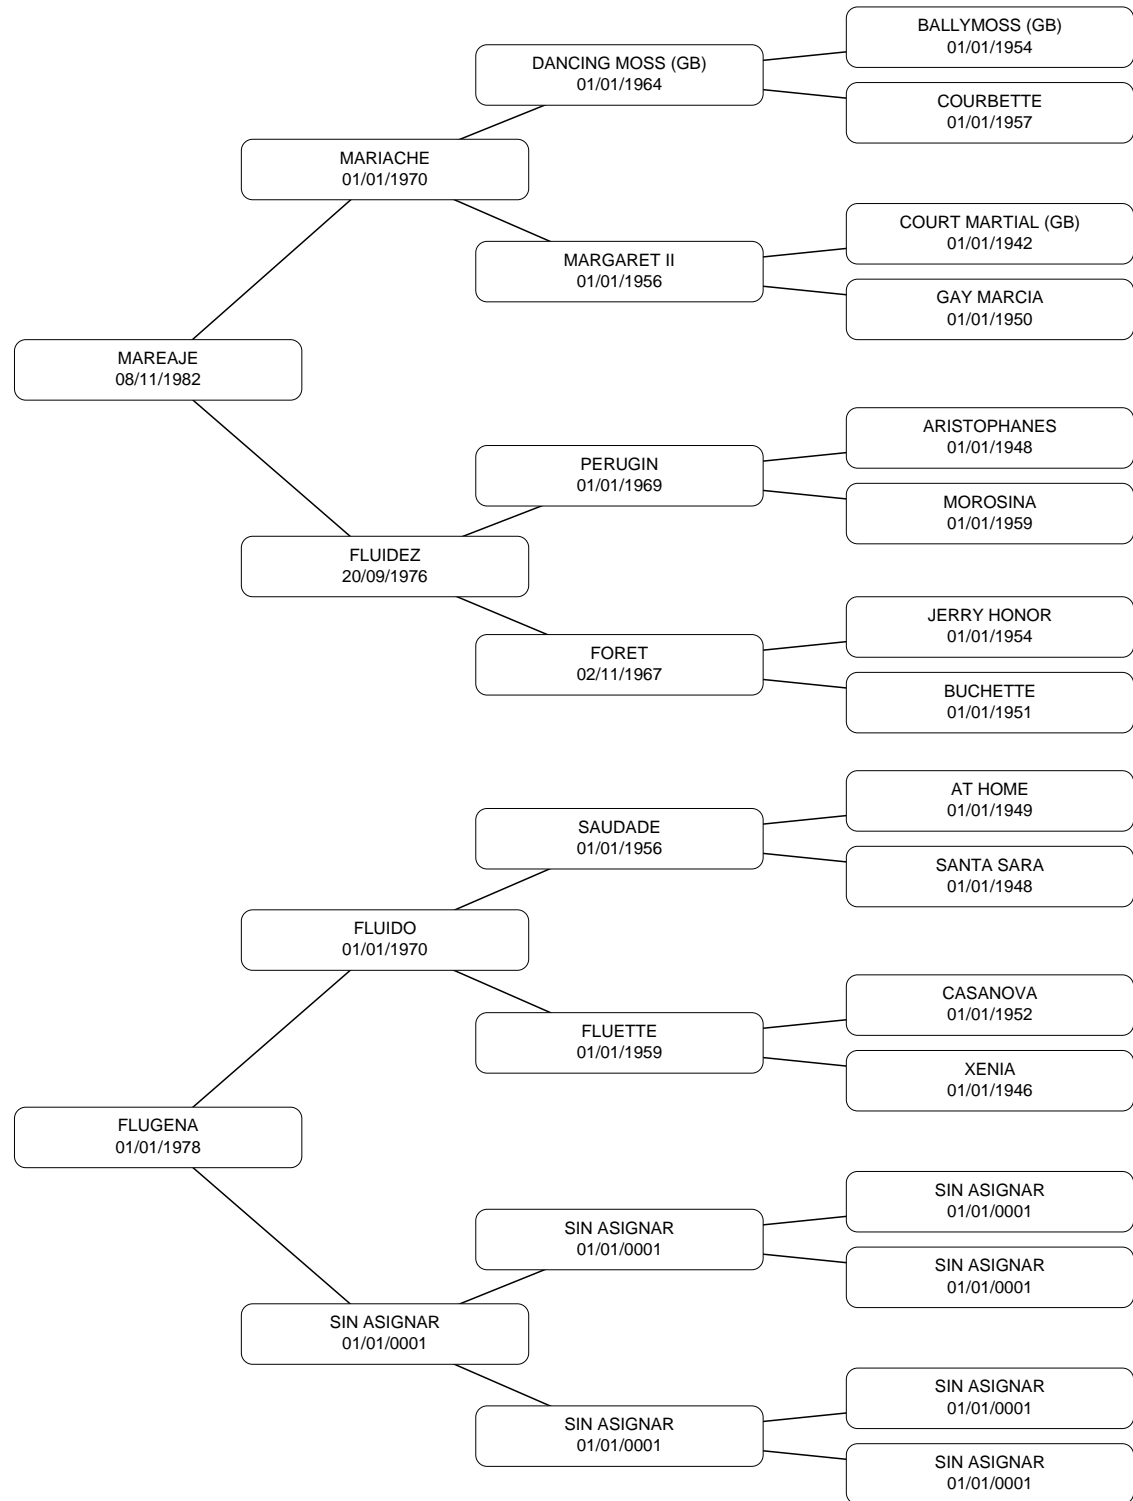 BALLYMOSS (GB)
01/01/1954
DANCING MOSS (GB)
01/01/1964
COURBETTE
01/01/1957
MARIACHE
01/01/1970
COURT MARTIAL (GB)
01/01/1942
MARGARET II
01/01/1956
GAY MARCIA
01/01/1950
MAREAJE
08/11/1982
ARISTOPHANES
01/01/1948
PERUGIN
01/01/1969
MOROSINA
01/01/1959
FLUIDEZ
20/09/1976
JERRY HONOR
01/01/1954
FORET
02/11/1967
BUCHETTE
01/01/1951
AT HOME
01/01/1949
SAUDADE
01/01/1956
SANTA SARA
01/01/1948
FLUIDO
01/01/1970
CASANOVA
01/01/1952
FLUETTE
01/01/1959
XENIA
01/01/1946
FLUGENA
01/01/1978
SIN ASIGNAR
01/01/0001
SIN ASIGNAR
01/01/0001
SIN ASIGNAR
01/01/0001
SIN ASIGNAR
01/01/0001
SIN ASIGNAR
01/01/0001
SIN ASIGNAR
01/01/0001
SIN ASIGNAR
01/01/0001